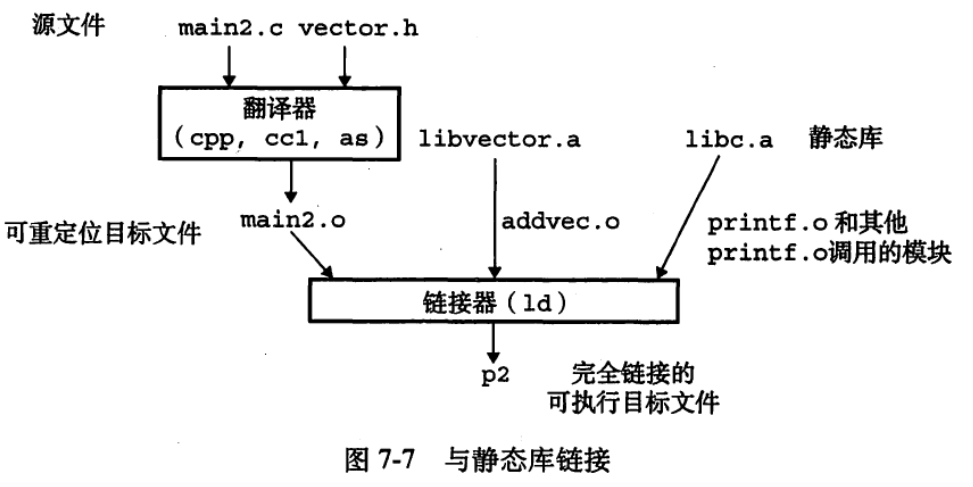 源文件 main2.c vector.h
翻译器
(cpp, cc1, as)
libvector.a
libc.a 静态库
可重定位目标文件
main2.o
addvec.o
printf.o 和其他
printf.o调用的模块
链接器(ld)
p2
完全链接的
可执行目标文件
图 7-7 与静态库链接